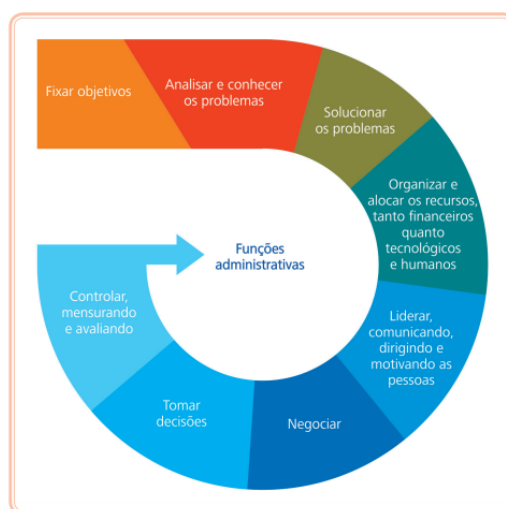 Fixar objetivos
Analisar e conhecer
os problemas
Solucionar
os problemas
Organizar e
alocar os recursos,
tanto financeiros
quanto
tecnológicos
e humanos
Liderar,
comunicando,
dirigindo e
motivando as
pessoas
Negociar
Tomar
decisões
Controlar,
mensurando
e avaliando
Funções
administrativas